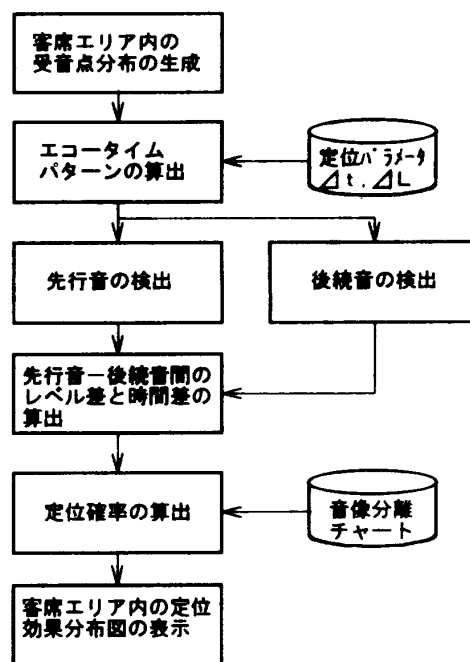 客席エリア内の
受音点分布の生成
エコータイム
パターンの算出
定位パラメータ
⊿t．⊿L
先行音の検出
後続音の検出
先行音－後続音間の
レベル差と時間差の
算出
定位確率の算出
音像分離
チャート
客席エリア内の定位
効果分布図の表示